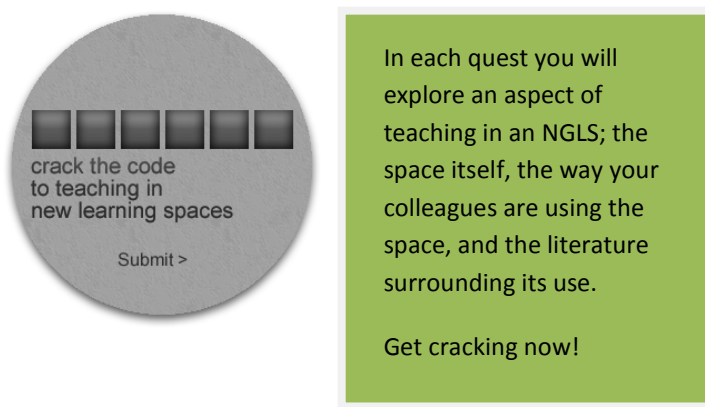 crack the code
to teaching in
new learning spaces
Submit >
In each quest you will
explore an aspect of
teaching in an NGLS; the
space itself, the way your
colleagues are using the
space, and the literature
surrounding its use.
Get cracking now!